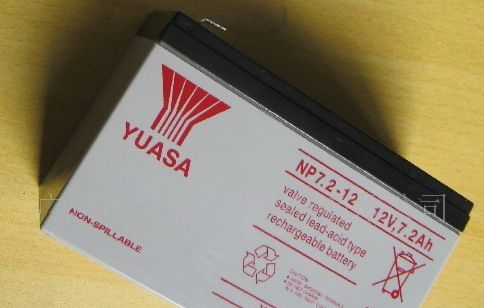 YUASA
NP7.2-12 12V,7.2Ah
valve regulated
sealed lead-acid type
rechargeable battery
NON-SPILLABLE